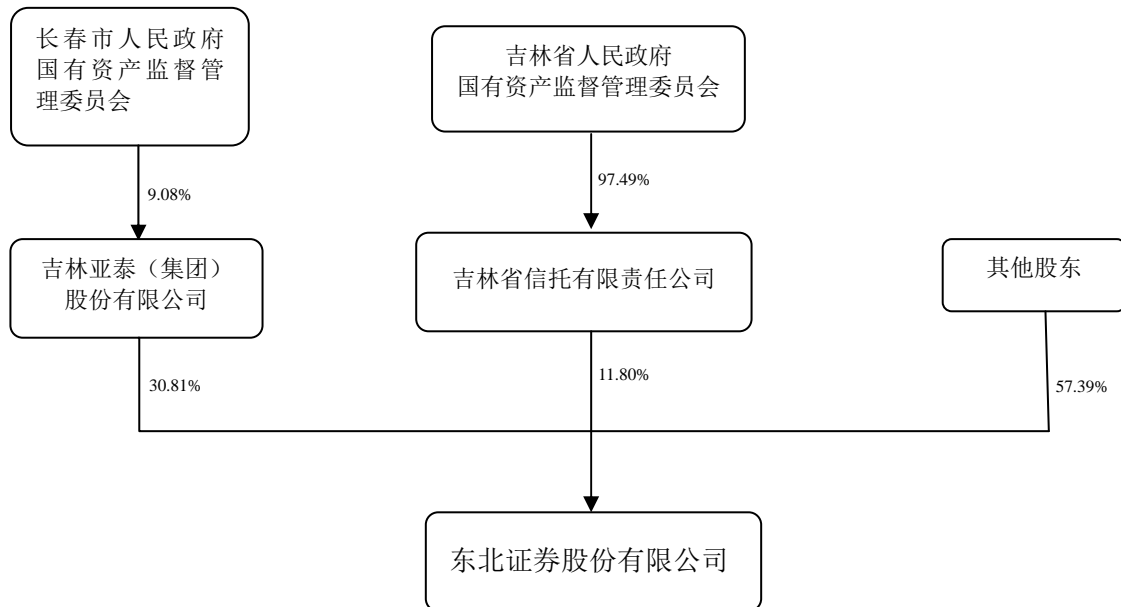 长春市人民政府
国有资产监督管
理委员会
吉林省人民政府
国有资产监督管理委员会
9.08%
97.49%
吉林亚泰（集团）
股份有限公司
吉林省信托有限责任公司
其他股东
30.81%
11.80%
57.39%
东北证券股份有限公司